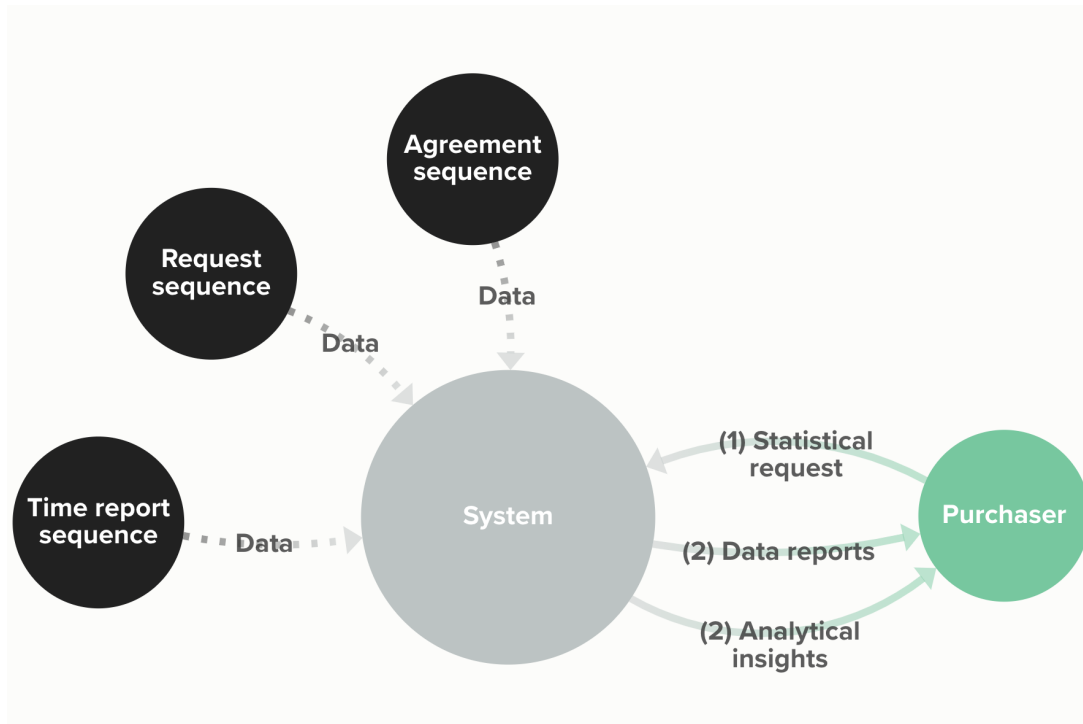 Agreement
sequence
Request
sequence
Data
Data
(1) Statistical
request
Time report
sequence
Data
System
Purchaser
(2) Data reports
(2) Analytical
insights